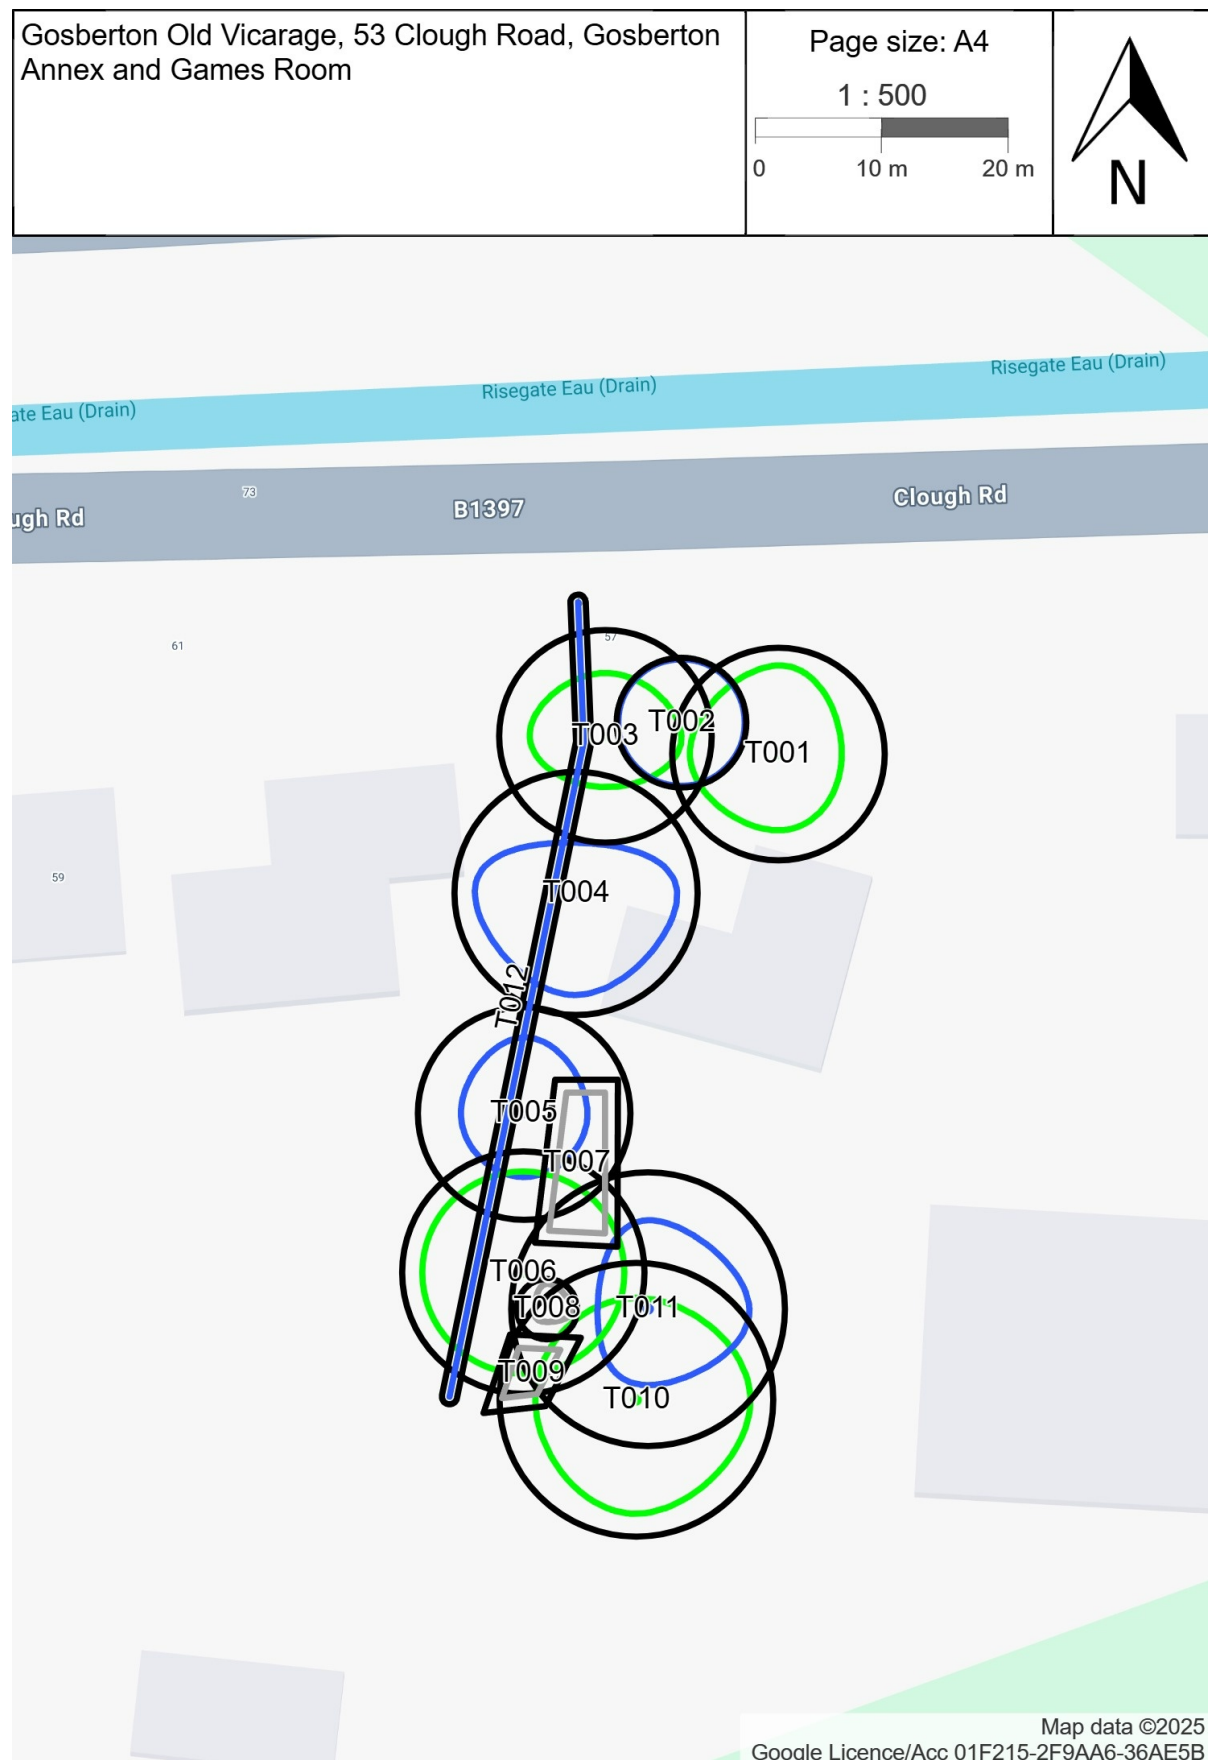 Gosberton Old Vicarage, 53 Clough Road, Gosberton
Annex and Games Room
Page size: A4
1 : 500
0 10 m 20 m
N
Risegate Eau (Drain)
Risegate Eau (Drain)
ate Eau (Drain)
73
B1397
Clough Rd
ugh Rd
57
61
T003
T002
T001
59
T004
T012
T005
T007
T006
T008
T011
T009
T010
Map data ©2025
Google Licence/Acc 01F215-2F9AA6-36AE5B